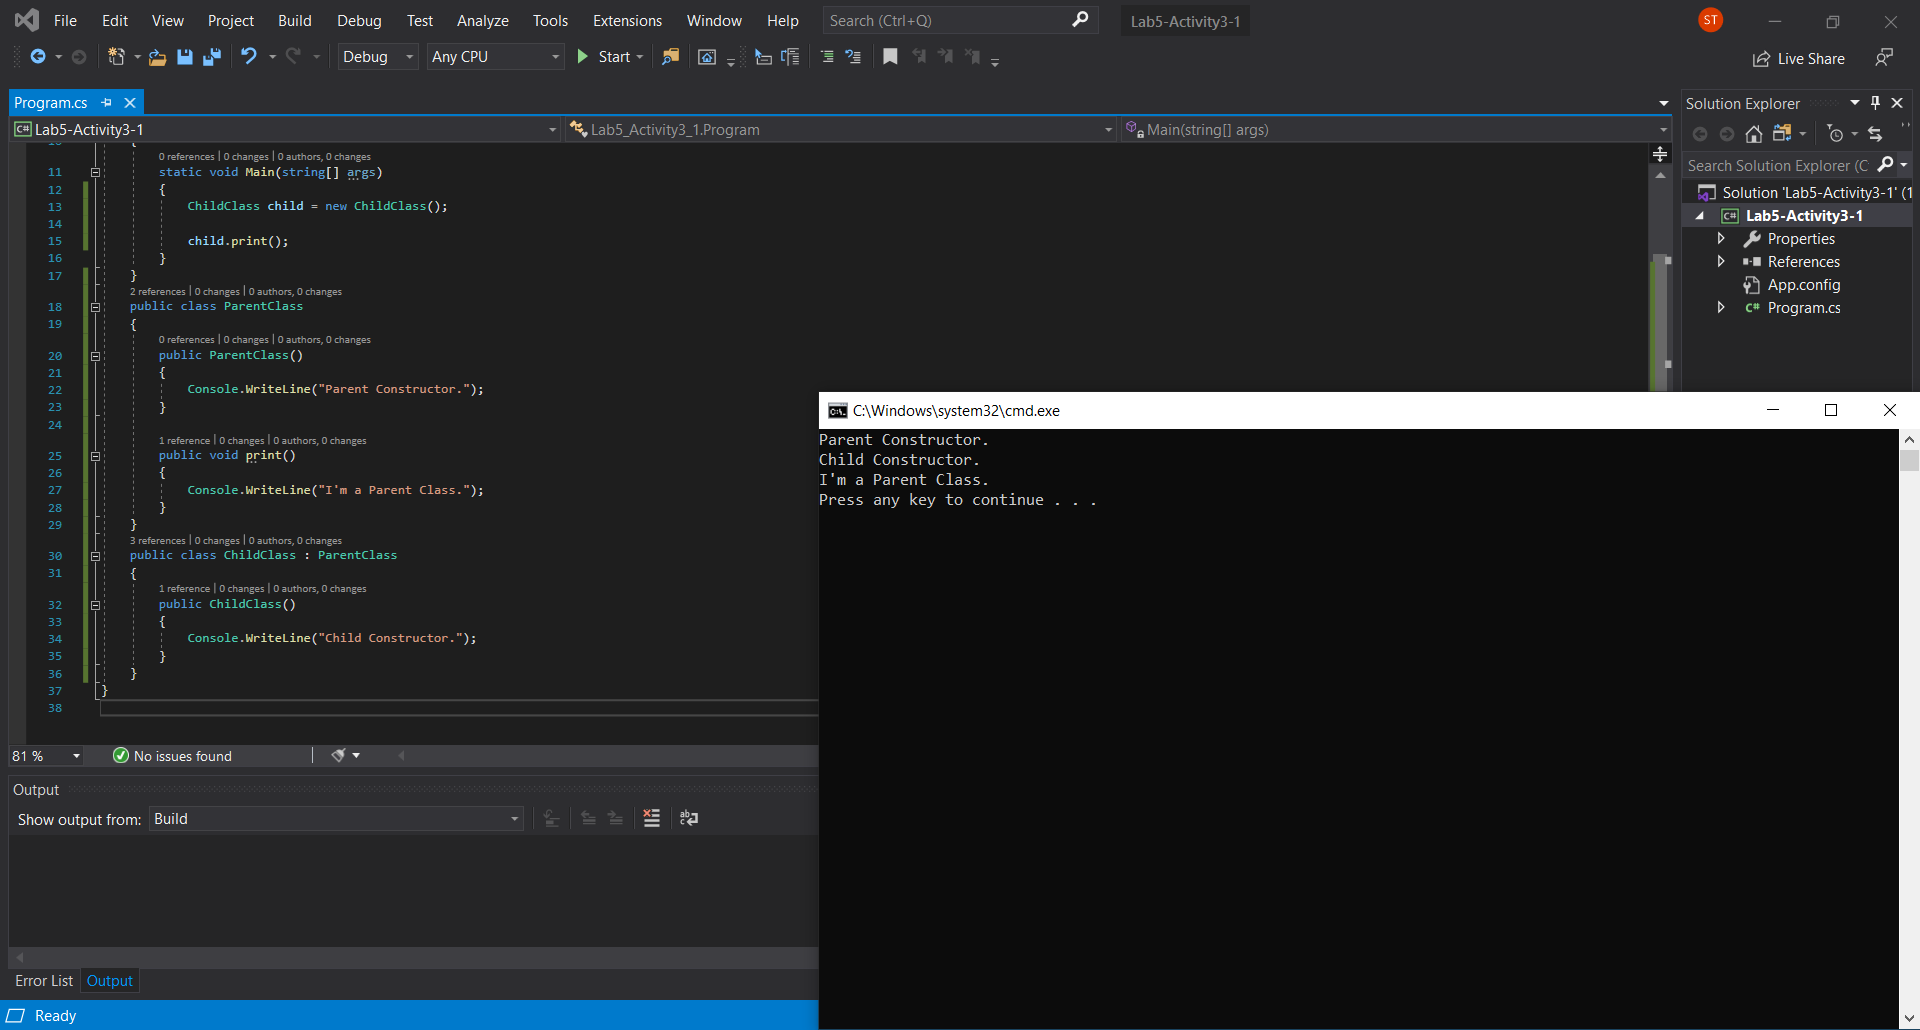 File Edit View Project Build Debug Test Analyze Tools Extensions Window Help Search (Ctrl+Q) Lab5-Activity3-1 ST
Debug Any CPU Start Live Share
Program.cs
Lab5-Activity3-1 Lab5_Activity3_1.Program Main(string[] args)
0 references | 0 changes | 0 authors, 0 changes
11 static void Main(string[] args)
12 {
13 ChildClass child = new ChildClass();
14
15 child.print();
16 }
17 }
2 references | 0 changes | 0 authors, 0 changes
18 public class ParentClass
19 {
0 references | 0 changes | 0 authors, 0 changes
20 public ParentClass()
21 {
22 Console.WriteLine("Parent Constructor.");
23 }
24
1 reference | 0 changes | 0 authors, 0 changes
25 public void print()
26 {
27 Console.WriteLine("I'm a Parent Class.");
28 }
29 }
3 references | 0 changes | 0 authors, 0 changes
30 public class ChildClass : ParentClass
31 {
1 reference | 0 changes | 0 authors, 0 changes
32 public ChildClass()
33 {
34 Console.WriteLine("Child Constructor.");
35 }
36 }
37 }
38
81 % No issues found
Output
Show output from: Build
Error List Output
Ready
Solution Explorer
Search Solution Explorer (C
Solution 'Lab5-Activity3-1' (1
C# Lab5-Activity3-1
Properties
References
App.config
C# Program.cs
C:\Windows\system32\cmd.exe
Parent Constructor.
Child Constructor.
I'm a Parent Class.
Press any key to continue . . .